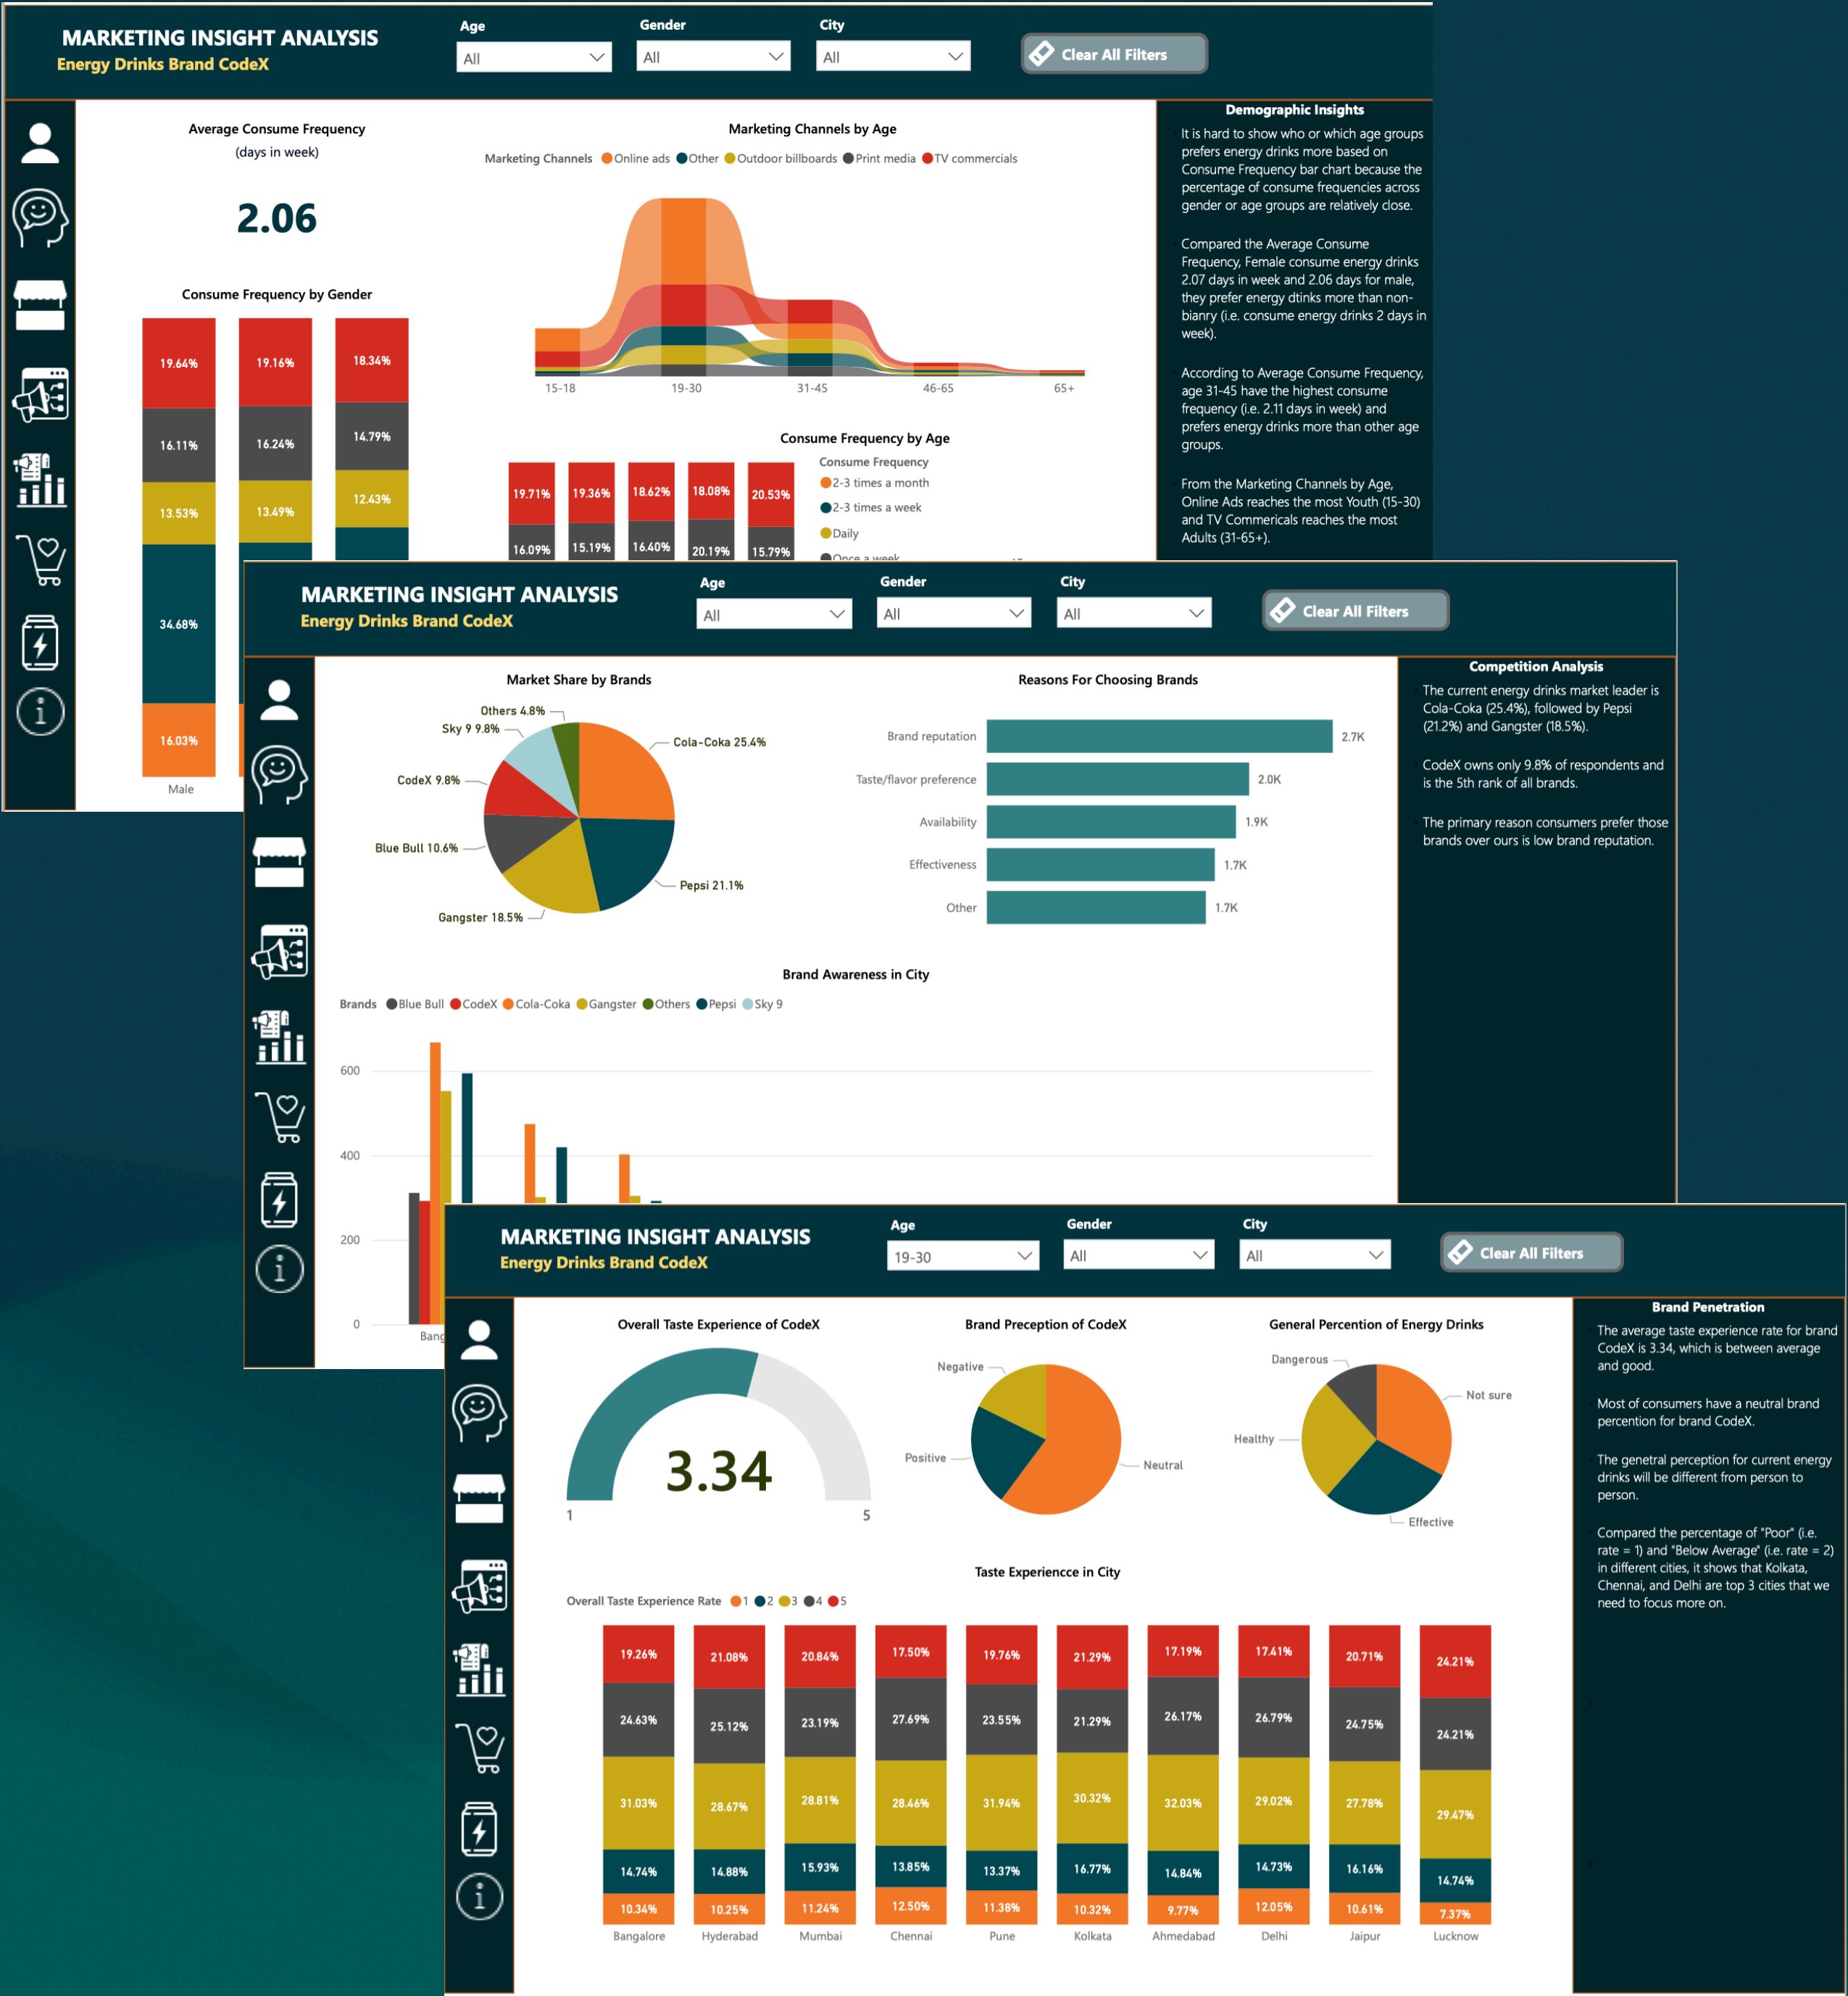 MARKETING INSIGHT ANALYSIS
Energy Drinks Brand CodeX
Age
All
Gender
All
City
All
Clear All Filters
Average Consume Frequency
(days in week)
2.06
Consume Frequency by Gender
19.64%
19.16%
18.34%
16.11%
16.24%
14.79%
13.53%
13.49%
12.43%
34.68%
16.03%
Male
Marketing Channels by Age
Marketing Channels Online ads Other Outdoor billboards Print media TV commercials
15-18
19-30
31-45
46-65
65+
Consume Frequency by Age
19.71%
19.36%
18.62%
18.08%
20.53%
16.09%
15.19%
16.40%
20.19%
15.79%
Consume Frequency
2-3 times a month
2-3 times a week
Daily
Once a week
Demographic Insights
It is hard to show who or which age groups
prefers energy drinks more based on
Consume Frequency bar chart because the
percentage of consume frequencies across
gender or age groups are relatively close.
Compared the Average Consume
Frequency, Female consume energy drinks
2.07 days in week and 2.06 days for male,
they prefer energy dtinks more than non-
bianry (i.e. consume energy drinks 2 days in
week).
According to Average Consume Frequency,
age 31-45 have the highest consume
frequency (i.e. 2.11 days in week) and
prefers energy drinks more than other age
groups.
From the Marketing Channels by Age,
Online Ads reaches the most Youth (15-30)
and TV Commericals reaches the most
Adults (31-65+).
MARKETING INSIGHT ANALYSIS
Energy Drinks Brand CodeX
Age
All
Gender
All
City
All
Clear All Filters
Market Share by Brands
Others 4.8%
Sky 9 9.8%
Cola-Coka 25.4%
CodeX 9.8%
Blue Bull 10.6%
Pepsi 21.1%
Gangster 18.5%
Reasons For Choosing Brands
Brand reputation 2.7K
Taste/flavor preference 2.0K
Availability 1.9K
Effectiveness 1.7K
Other 1.7K
Brand Awareness in City
Brands Blue Bull CodeX Cola-Coka Gangster Others Pepsi Sky 9
600
400
200
0
Bang
Competition Analysis
The current energy drinks market leader is
Cola-Coka (25.4%), followed by Pepsi
(21.2%) and Gangster (18.5%).
CodeX owns only 9.8% of respondents and
is the 5th rank of all brands.
The primary reason consumers prefer those
brands over ours is low brand reputation.
MARKETING INSIGHT ANALYSIS
Energy Drinks Brand CodeX
Age
19-30
Gender
All
City
All
Clear All Filters
Overall Taste Experience of CodeX
3.34
1
5
Brand Preception of CodeX
Negative
Positive
Neutral
General Percention of Energy Drinks
Dangerous
Not sure
Healthy
Effective
Taste Experiencce in City
Overall Taste Experience Rate 1 2 3 4 5
19.26% 21.08% 20.84% 17.50% 19.76% 21.29% 17.19% 17.41% 20.71% 24.21%
24.63% 25.12% 23.19% 27.69% 23.55% 21.29% 26.17% 26.79% 24.75% 24.21%
31.03% 28.67% 28.81% 28.46% 31.94% 30.32% 32.03% 29.02% 27.78% 29.47%
14.74% 14.88% 15.93% 13.85% 13.37% 16.77% 14.84% 14.73% 16.16% 14.74%
10.34% 10.25% 11.24% 12.50% 11.38% 10.32% 9.77% 12.05% 10.61% 7.37%
Bangalore Hyderabad Mumbai Chennai Pune Kolkata Ahmedabad Delhi Jaipur Lucknow
Brand Penetration
The average taste experience rate for brand
CodeX is 3.34, which is between average
and good.
Most of consumers have a neutral brand
percention for brand CodeX.
The genetral perception for current energy
drinks will be different from person to
person.
Compared the percentage of "Poor" (i.e.
rate = 1) and "Below Average" (i.e. rate = 2)
in different cities, it shows that Kolkata,
Chennai, and Delhi are top 3 cities that we
need to focus more on.